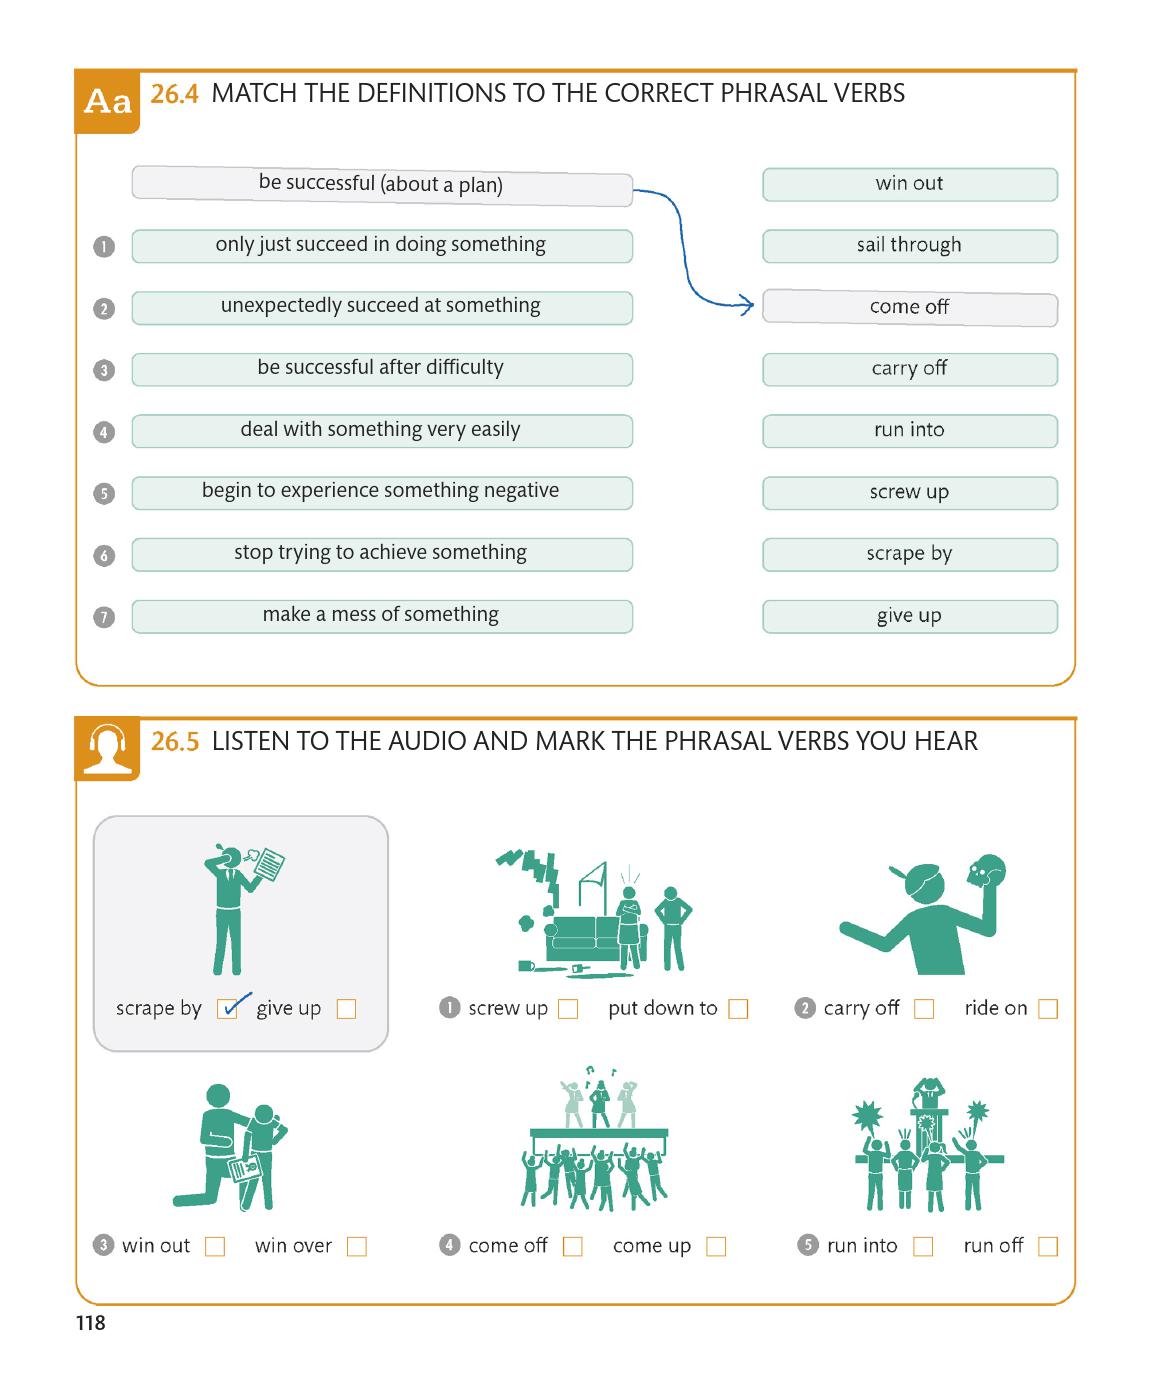 Aa 26.4 MATCH THE DEFINITIONS TO THE CORRECT PHRASAL VERBS
be successful (about a plan) win out
1 only just succeed in doing something sail through
2 unexpectedly succeed at something come off
3 be successful after difficulty carry off
4 deal with something very easily run into
5 begin to experience something negative screw up
6 stop trying to achieve something scrape by
7 make a mess of something give up
26.5 LISTEN TO THE AUDIO AND MARK THE PHRASAL VERBS YOU HEAR
scrape by give up 1 screw up put down to 2 carry off ride on
3 win out win over 4 come off come up 5 run into run off
118